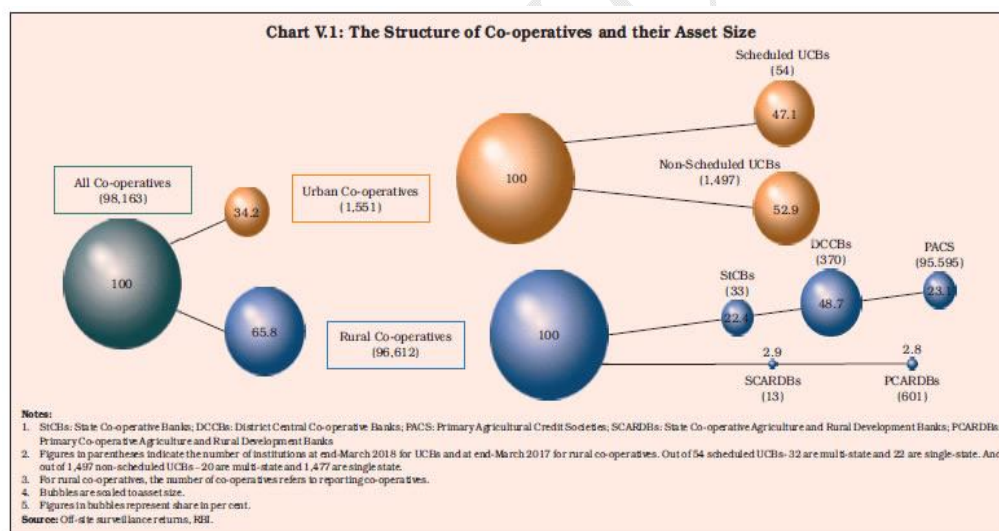 Chart V.1: The Structure of Co-operatives and their Asset Size
All Co-operatives
(98,163)
100
34.2
Urban Co-operatives
(1,551)
65.8
Rural Co-operatives
(96,612)
100
Scheduled UCBs
(54)
47.1
Non-Scheduled UCBs
(1,497)
52.9
100
StCBs
(33)
22.4
DCCBs
(370)
48.7
PACS
(95.595)
23.1
2.9
SCARDBs
(13)
2.8
PCARDBs
(601)
Notes:
1. StCBs: State Co-operative Banks; DCCBs: District Central Co-operative Banks; PACS: Primary Agricultural Credit Societies; SCARDBs: State Co-operative Agriculture and Rural Development Banks; PCARDBs:
Primary Co-operative Agriculture and Rural Development Banks
2. Figures in parentheses indicate the number of institutions at end-March 2018 for UCBs and at end-March 2017 for rural co-operatives. Out of 54 scheduled UCBs- 32 are multi-state and 22 are single-state. And
out of 1,497 non-scheduled UCBs – 20 are multi-state and 1,477 are single state.
3. For rural co-operatives, the number of co-operatives refers to reporting co-operatives.
4. Bubbles are scaled to asset size.
5. Figures in bubbles represent share in per cent.
Source: Off-site surveillance returns, RBI.